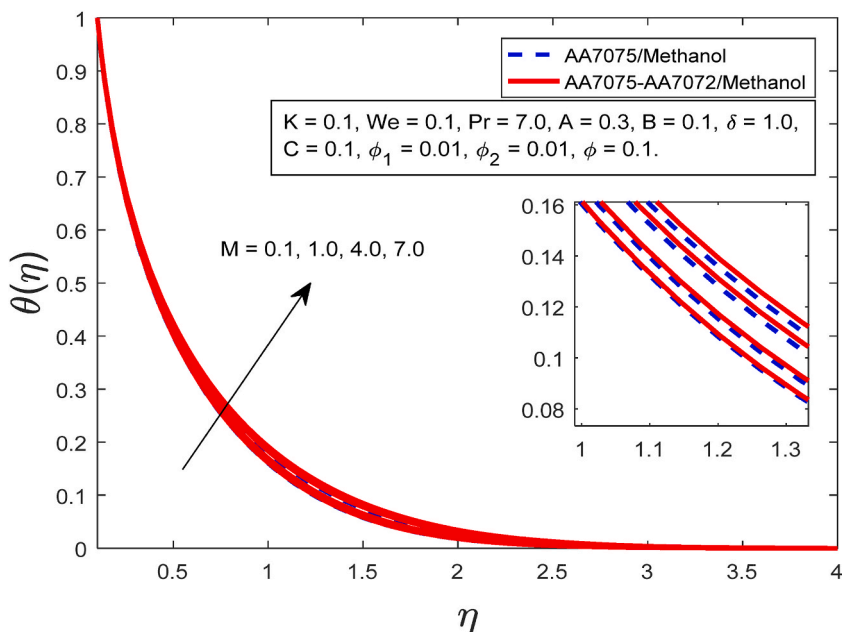 1
0.9
0.8
0.7
0.6
0.5
0.4
0.3
0.2
0.1
0
θ(η)
AA7075/Methanol
AA7075-AA7072/Methanol
K = 0.1, We = 0.1, Pr = 7.0, A = 0.3, B = 0.1, δ = 1.0,
C = 0.1, ϕ₁ = 0.01, ϕ₂ = 0.01, ϕ = 0.1.
M = 0.1, 1.0, 4.0, 7.0
0.16
0.14
0.12
0.1
0.08
1 1.1 1.2 1.3
0.5 1 1.5 2 2.5 3 3.5 4
η